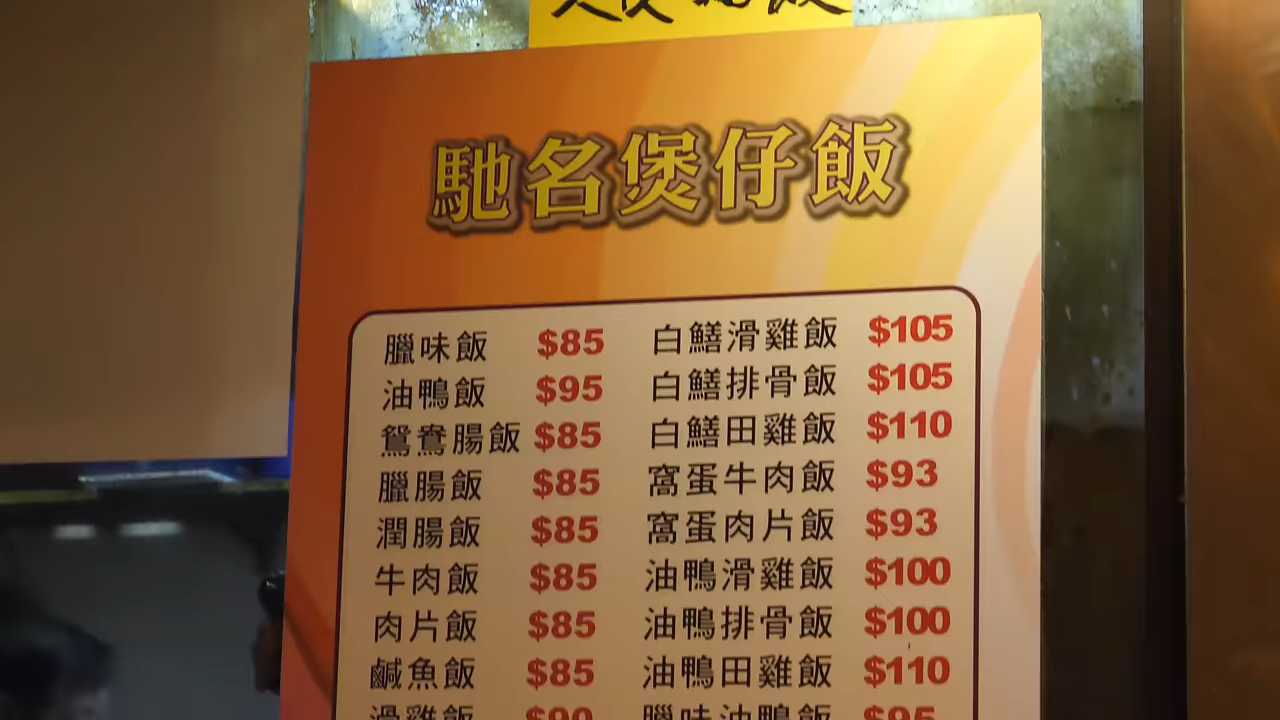 馳名煲仔飯
臘味飯 $85 白鱔滑雞飯 $105
油鴨飯 $95 白鱔排骨飯 $105
鴛鴦腸飯 $85 白鱔田雞飯 $110
臘腸飯 $85 窩蛋牛肉飯 $93
潤腸飯 $85 窩蛋肉片飯 $93
牛肉飯 $85 油鴨滑雞飯 $100
肉片飯 $85 油鴨排骨飯 $100
鹹魚飯 $85 油鴨田雞飯 $110
滑雞飯 $90 臘味油鴨飯 $95